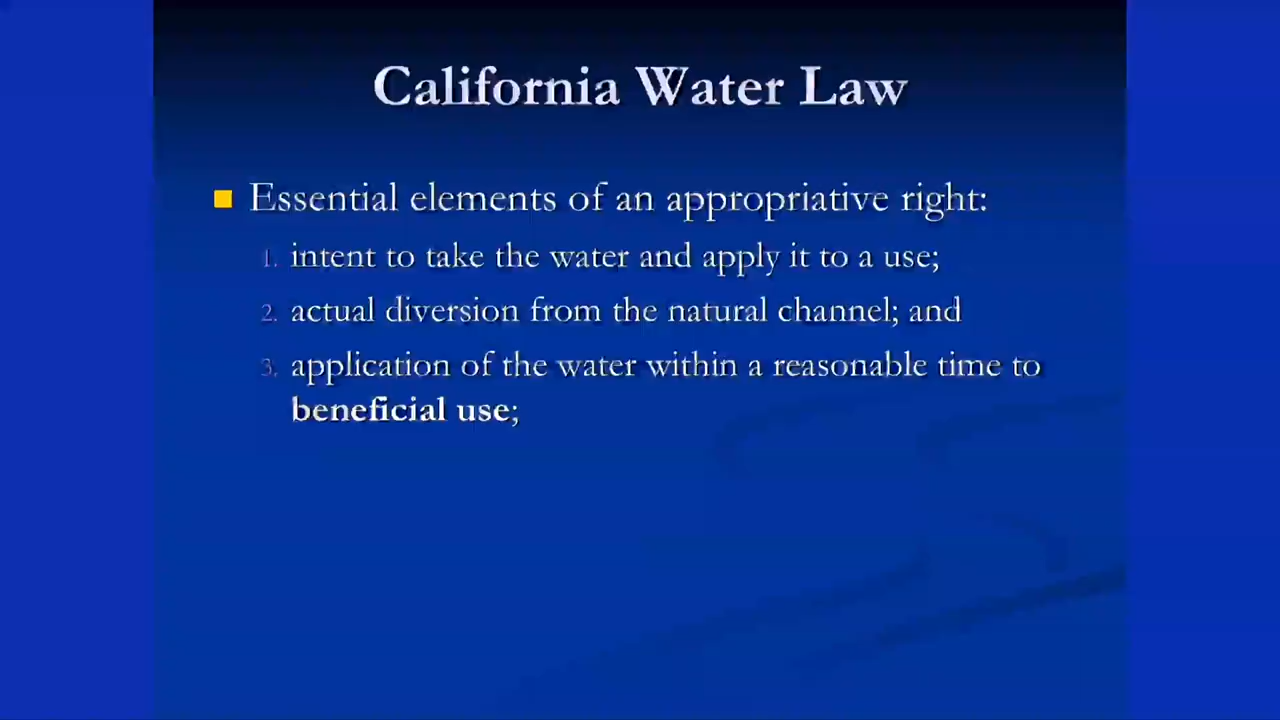 California Water Law
Essential elements of an appropriative right:
1. intent to take the water and apply it to a use;
2. actual diversion from the natural channel; and
3. application of the water within a reasonable time to
beneficial use;